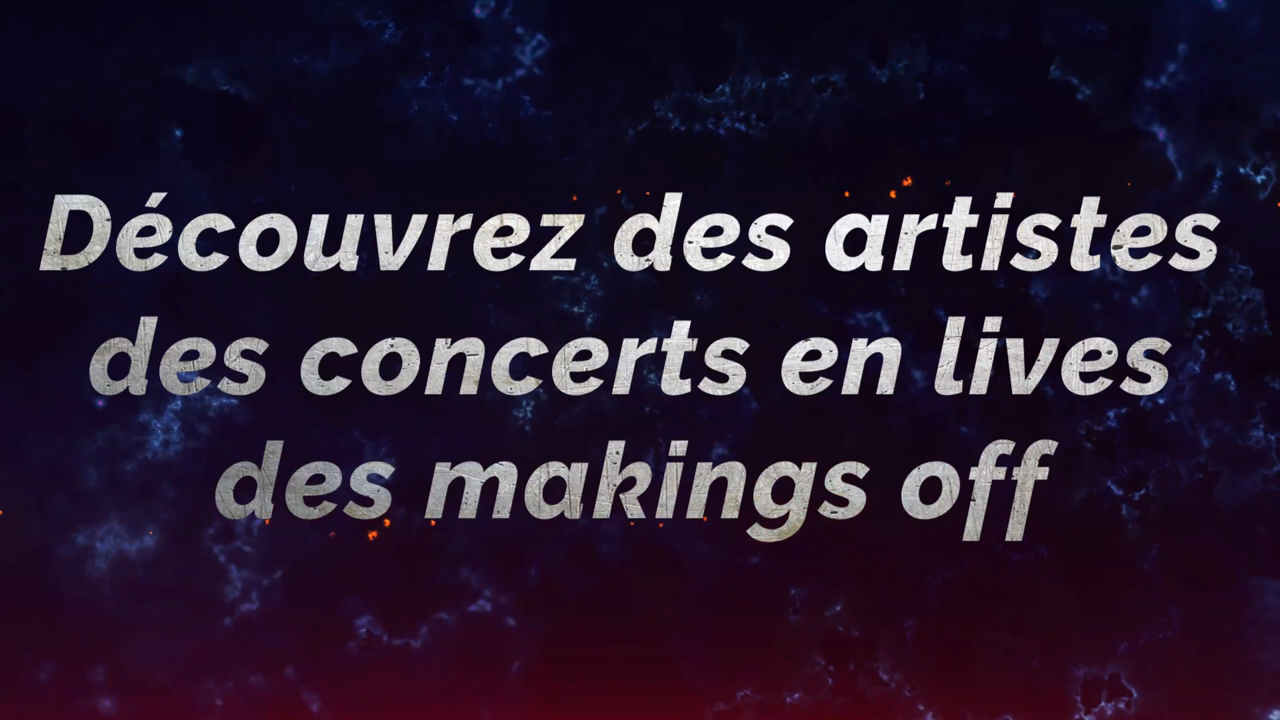 Découvrez des artistes
des concerts en lives
des makings off